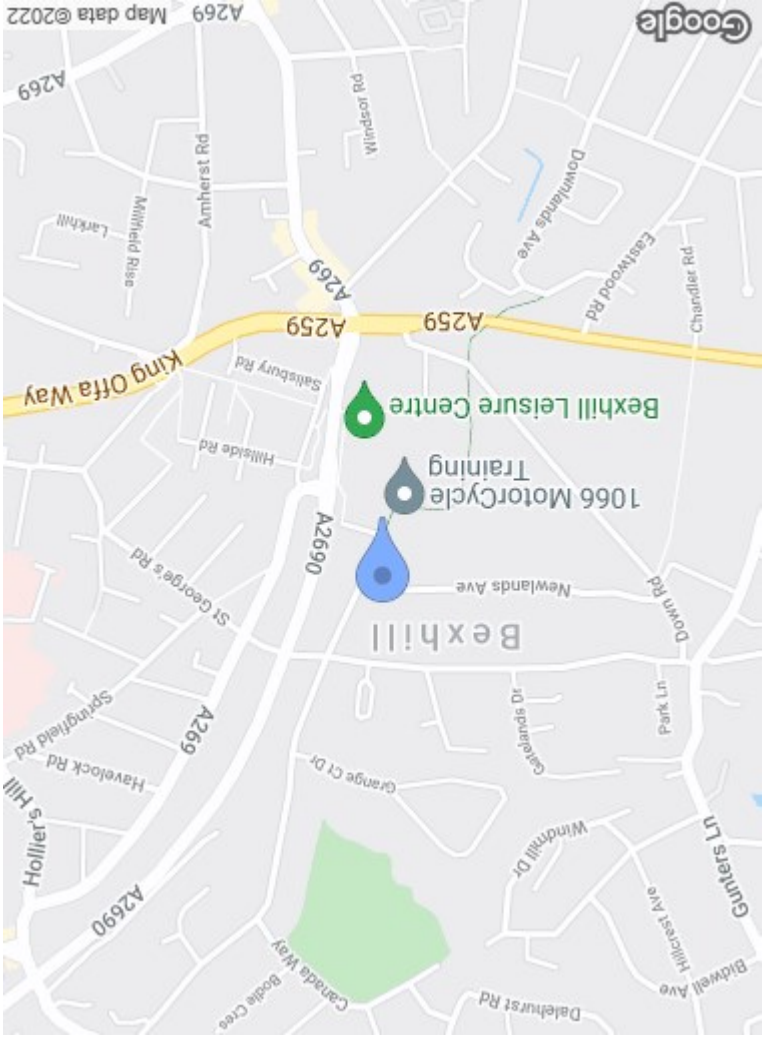 Dalehurst Rd
Bodle Cres
Bidwell Ave
Hillcrest Ave
Canada Way
A2690
Gunters Ln
Windmill Dr
Hollier's Hill
Grange Ct Dr
Havelock Rd
Gatelands Dr
Park Ln
A269
Springfield Rd
Bexhill
Down Rd
Newlands Ave
St George's Rd
A2690
1066 MotorCycle
Training
Hillside Rd
Bexhill Leisure Centre
Salisbury Rd
King Offa Way
A259
A259
Chandler Rd
Eastwood Rd
A269
Downlands Ave
Larkhill
Millfield Rise
Amherst Rd
Windsor Rd
A269
Google
A269
Map data ©2022